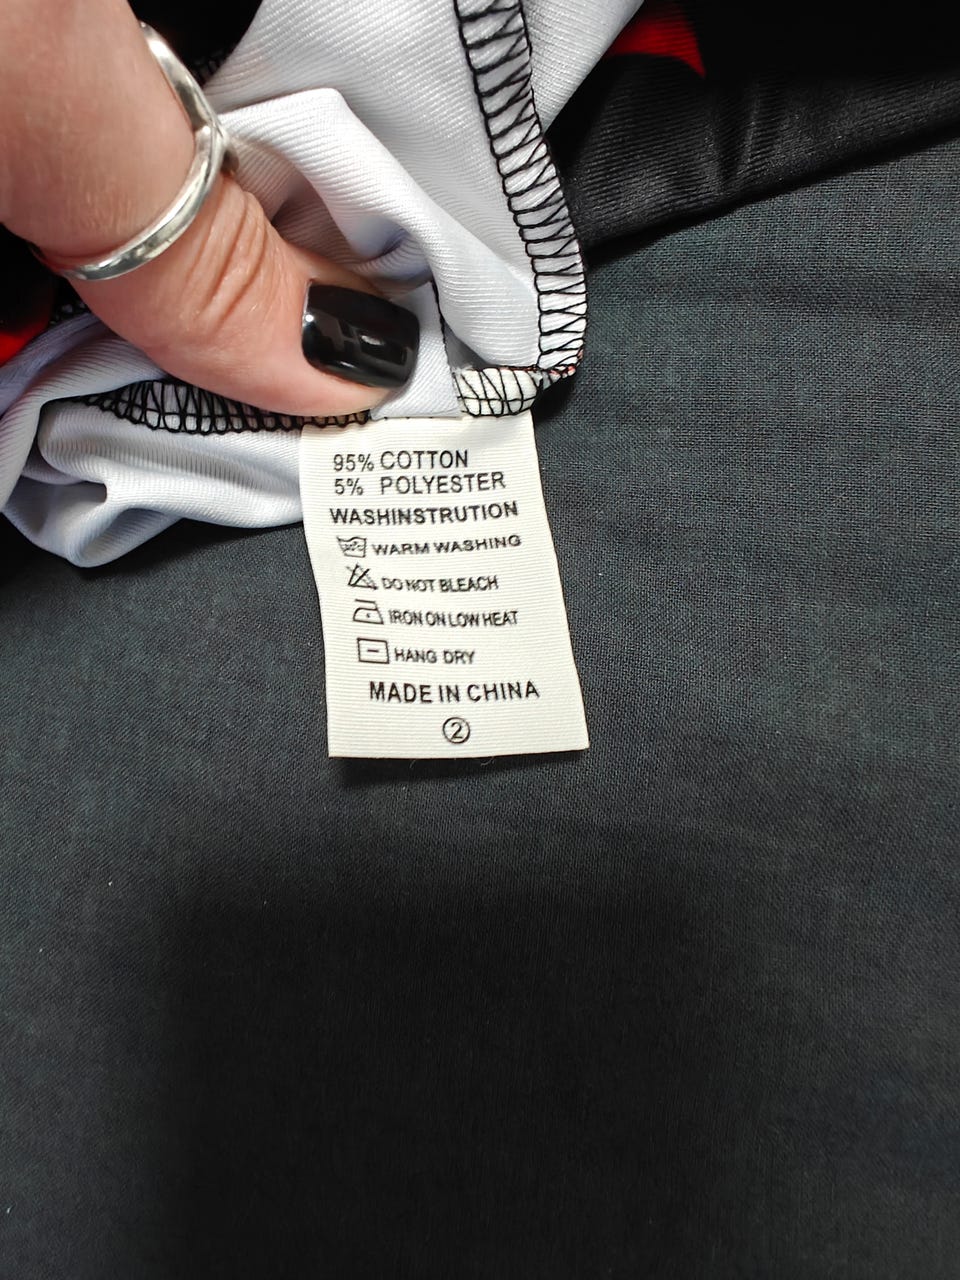 95% COTTON
5% POLYESTER
WASHINSTRUTION
WARM WASHING
DO NOT BLEACH
IRON ON LOW HEAT
HANG DRY
MADE IN CHINA
②